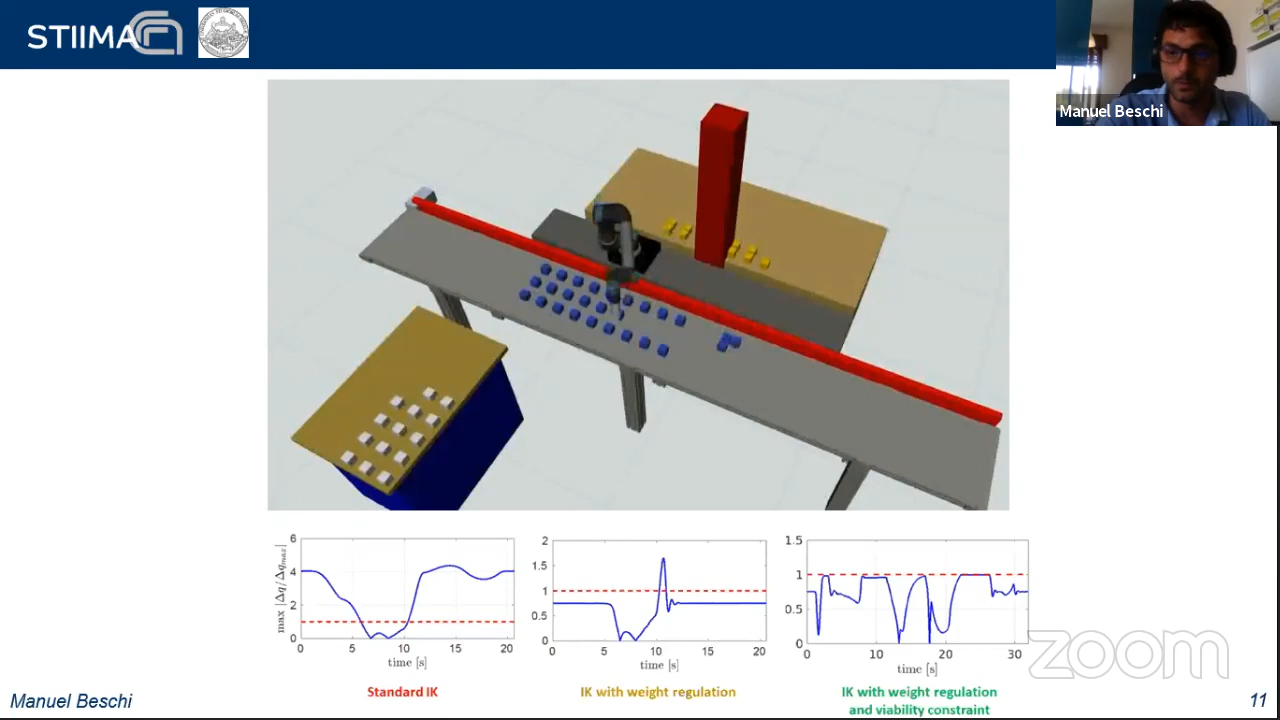 STIIMA
Manuel Beschi
max |Δq/Δq_max|
6
4
2
0
0
5
10
15
20
time [s]
Standard IK
2
1.5
1
0.5
0
0
5
10
15
20
time [s]
IK with weight regulation
1.5
1
0.5
0
0
10
20
30
time [s]
IK with weight regulation
and viability constraint
zoom
Manuel Beschi
11